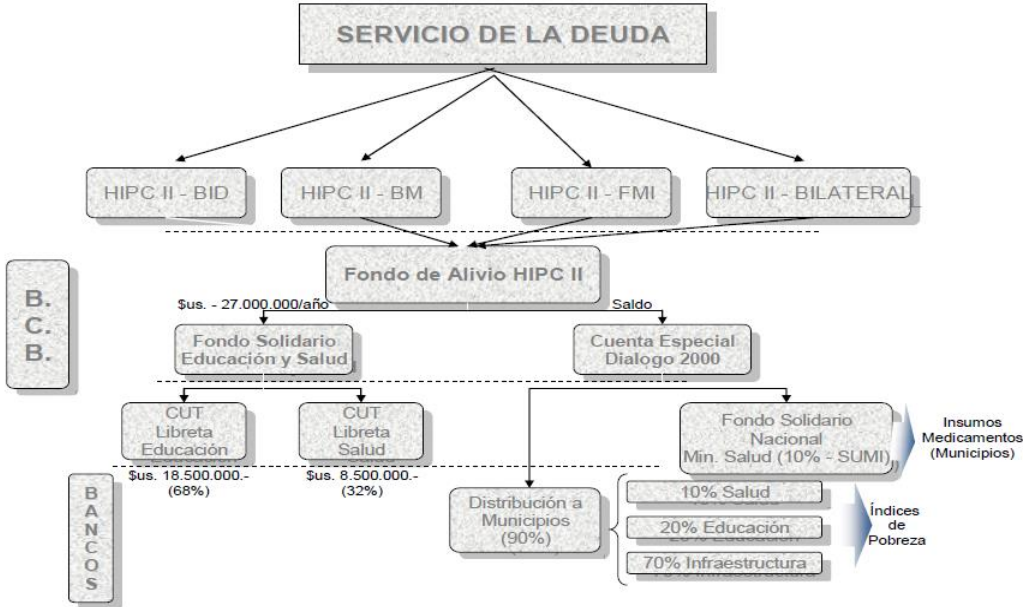 SERVICIO DE LA DEUDA
HIPC II - BID
HIPC II - BM
HIPC II - FMI
HIPC II - BILATERAL
B.
C.
B.
Fondo de Alivio HIPC II
$us. - 27.000.000/año
Saldo
Fondo Solidario
Educación y Salud
Cuenta Especial
Dialogo 2000
CUT
Libreta
Educación
CUT
Libreta
Salud
$us. 18.500.000.-
(68%)
$us. 8.500.000.-
(32%)
Fondo Solidario
Nacional
Min. Salud (10% - SUMI)
Insumos
Medicamentos
(Municipios)
B
A
N
C
O
S
Distribución a
Municipios
(90%)
10% Salud
20% Educación
70% Infraestructura
Índices
de
Pobreza